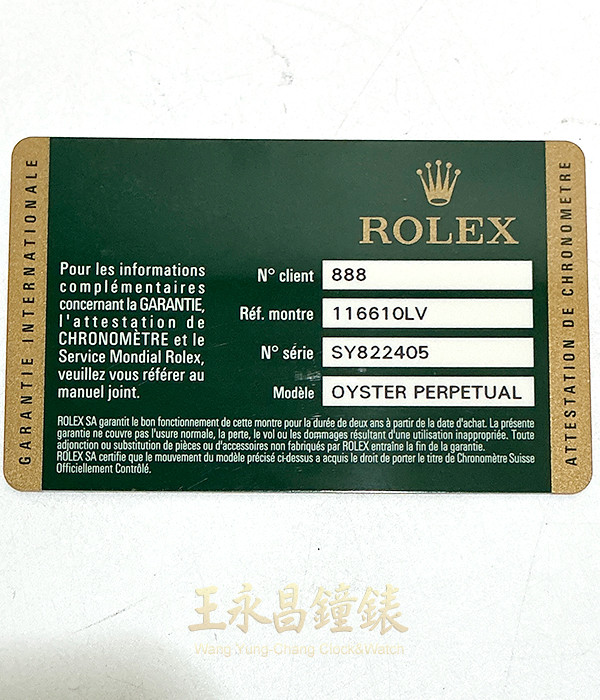 GARANTIE INTERNATIONALE
ROLEX
Pour les informations
complémentaires
concernant la GARANTIE,
l'attestation de
CHRONOMÈTRE et le
Service Mondial Rolex,
veuillez vous référer au
manuel joint.
N° client 888
Réf. montre 116610LV
N° série SY822405
Modèle OYSTER PERPETUAL
ROLEX SA garantit le bon fonctionnement de cette montre pour la durée de deux ans à partir de la date d'achat. La présente
garantie ne couvre pas l'usure normale, la perte, le vol ou les dommages résultant d'une utilisation inappropriée. Toute
adjonction ou substitution de pièces ou d'accessoires non fabriqués par ROLEX entraîne la fin de la garantie.
ROLEX SA certifie que le mouvement du modèle précisé ci-dessus a acquis le droit de porter le titre de Chronomètre Suisse
Officiellement Contrôlé.
ATTESTATION DE CHRONOMETRE
王永昌鐘錶
Wang Yung-Chang Clock&Watch